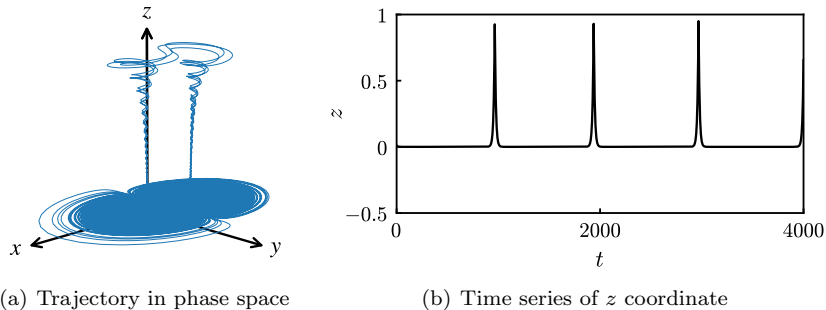 z
x
y
1
0.5
0
−0.5
z
0
2000
4000
t
(a) Trajectory in phase space
(b) Time series of z coordinate